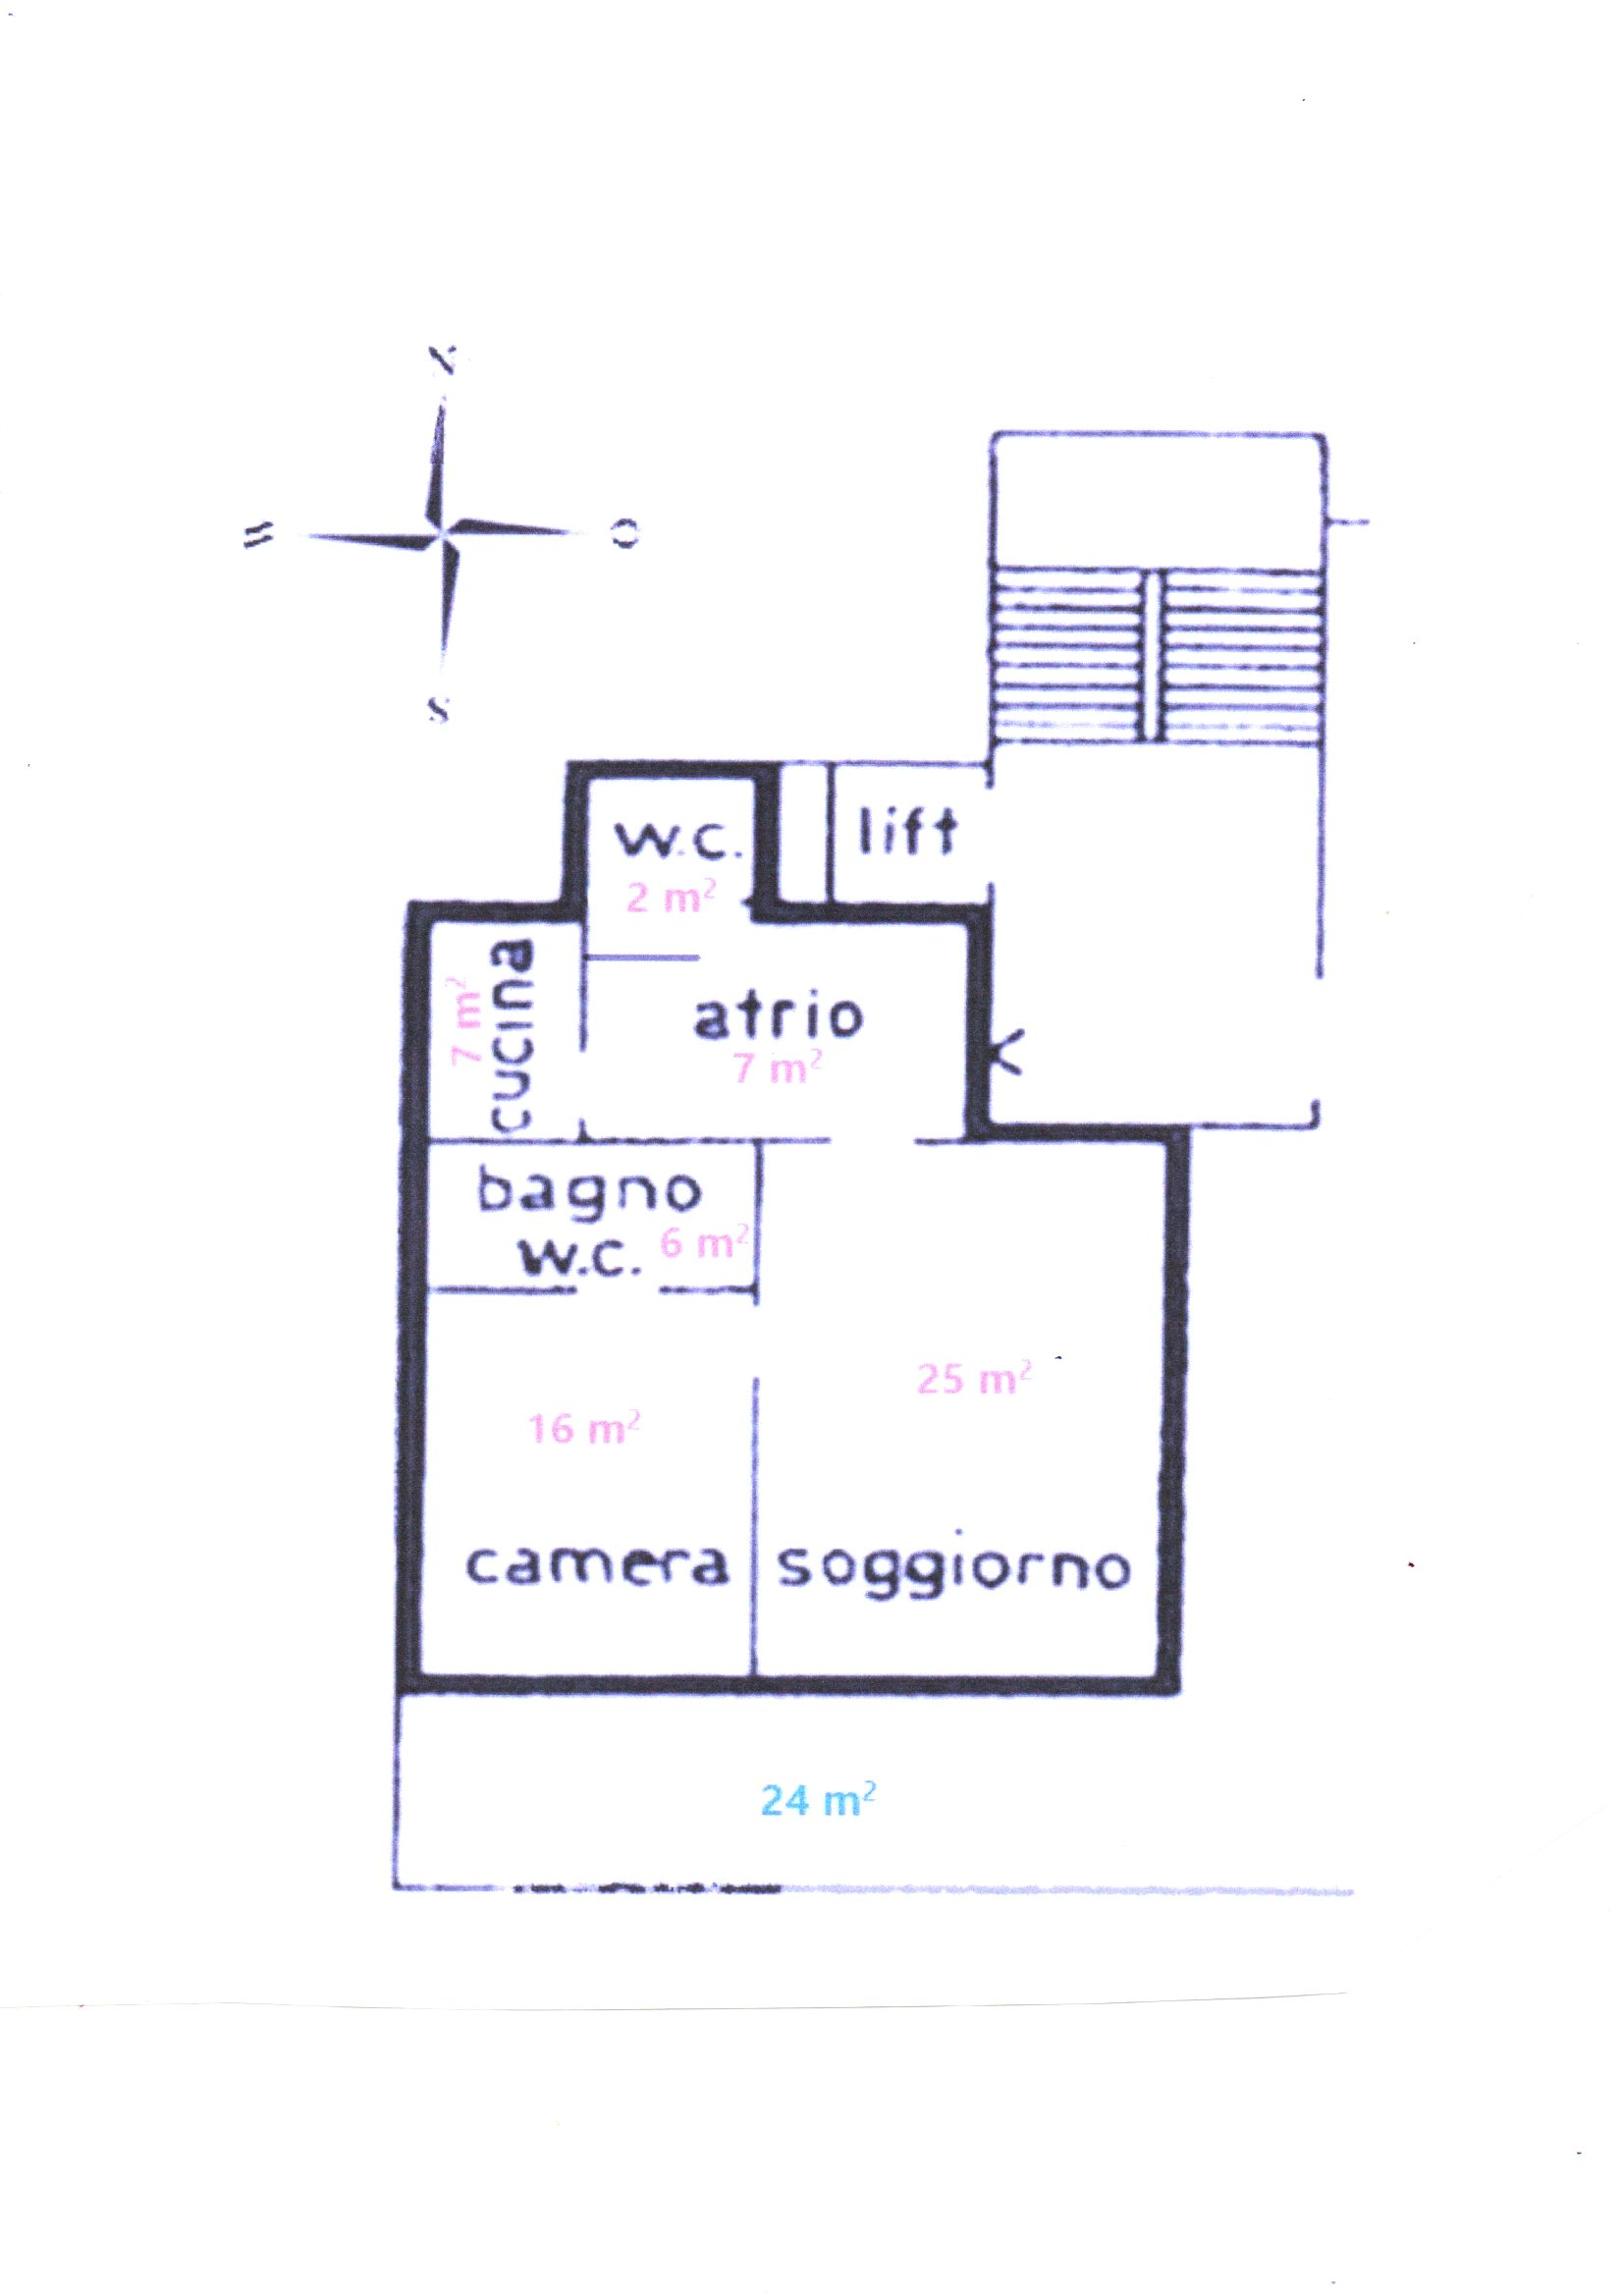 S
O
w.c.
2 m²
lift
cucina
7 m²
atrio
7 m²
bagno
w.c.
6 m²
25 m²
16 m²
camera
soggiorno
24 m²